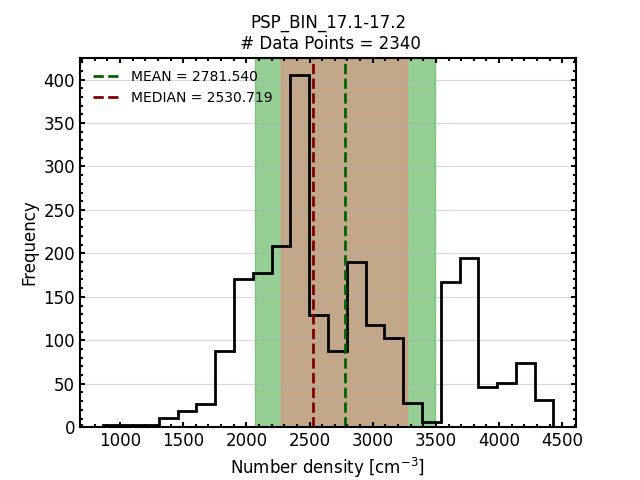 PSP_BIN_17.1-17.2
# Data Points = 2340
MEAN = 2781.540
MEDIAN = 2530.719
400
350
300
250
200
150
100
50
0
Frequency
1000 1500 2000 2500 3000 3500 4000 4500
Number density [cm⁻³]